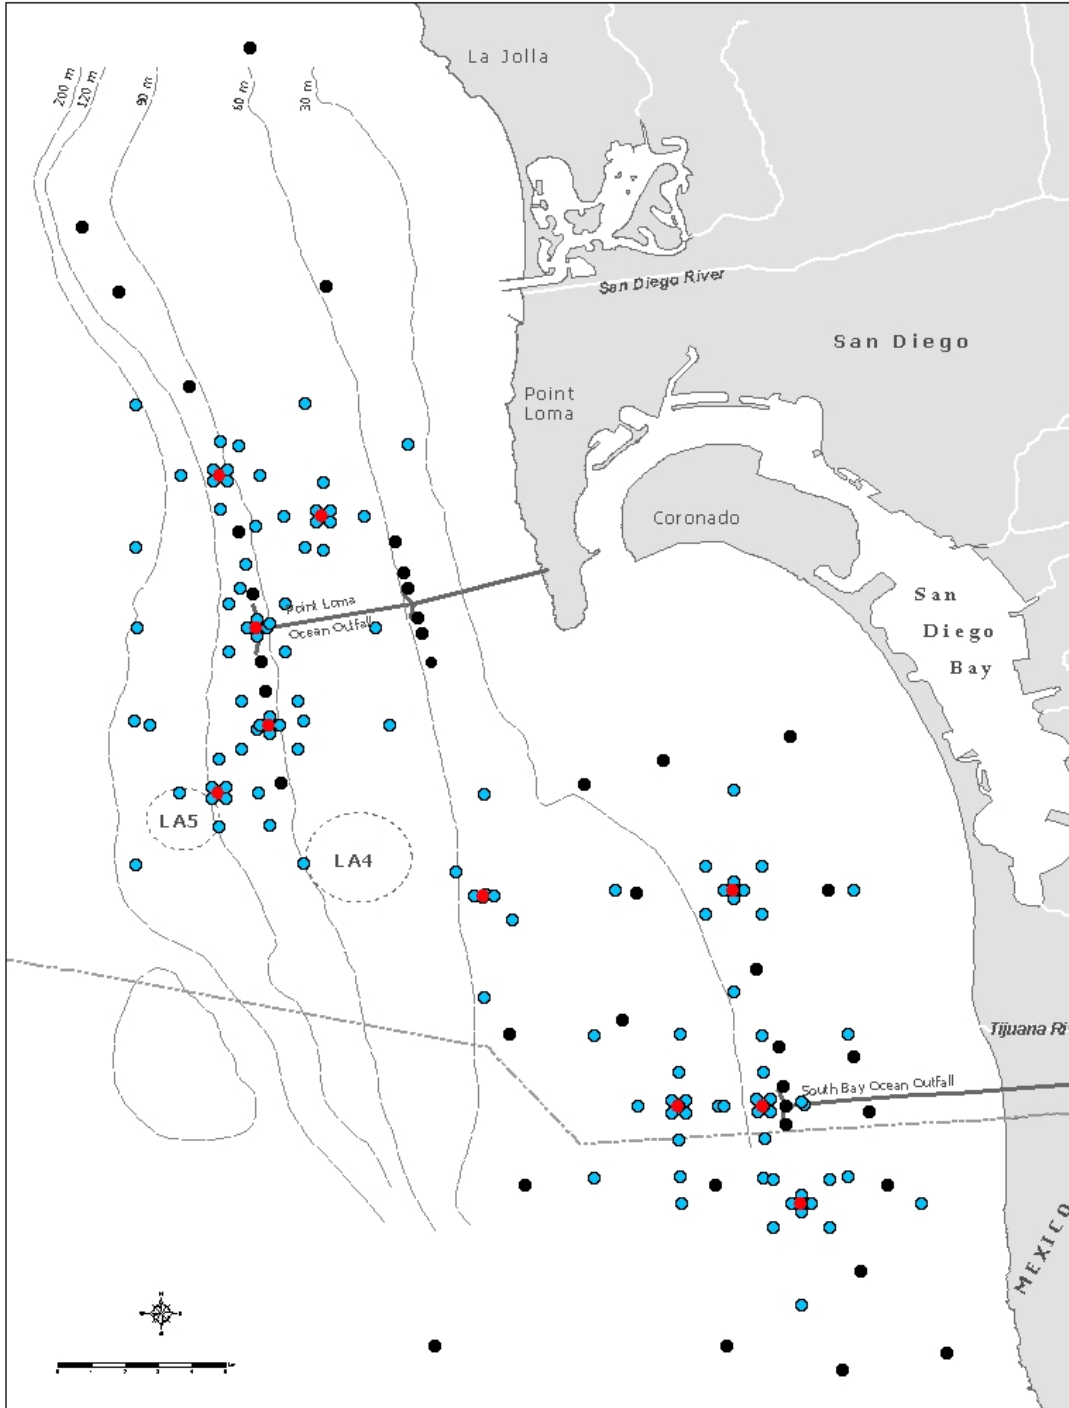 La Jolla
200 m
120 m
90 m
60 m
30 m
San Diego River
San Diego
Point
Loma
Coronado
San
Diego
Bay
Point Loma
Ocean Outfall
LA5
LA4
Tijuana Ri
South Bay Ocean Outfall
MEXICO